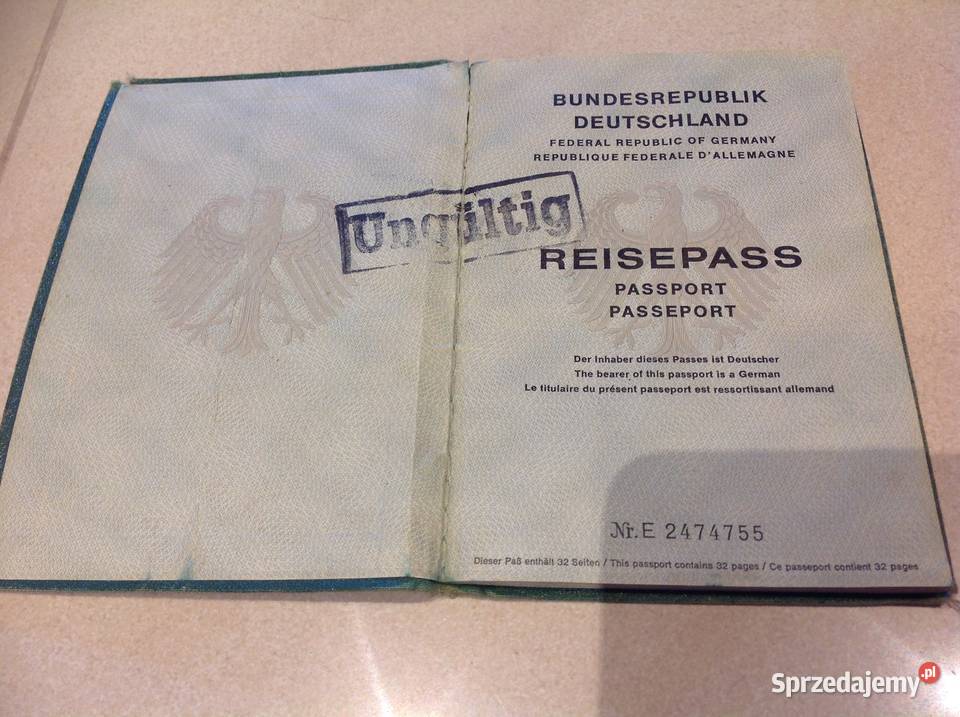 Ungültig
BUNDESREPUBLIK
DEUTSCHLAND
FEDERAL REPUBLIC OF GERMANY
REPUBLIQUE FEDERALE D'ALLEMAGNE
REISEPASS
PASSPORT
PASSEPORT
Der Inhaber dieses Passes ist Deutscher
The bearer of this passport is a German
Le titulaire du présent passeport est ressortissant allemand
Nr. E 2474755
Dieser Paß enthält 32 Seiten / This passport contains 32 pages / Ce passeport contient 32 pages
Sprzedajemy.pl